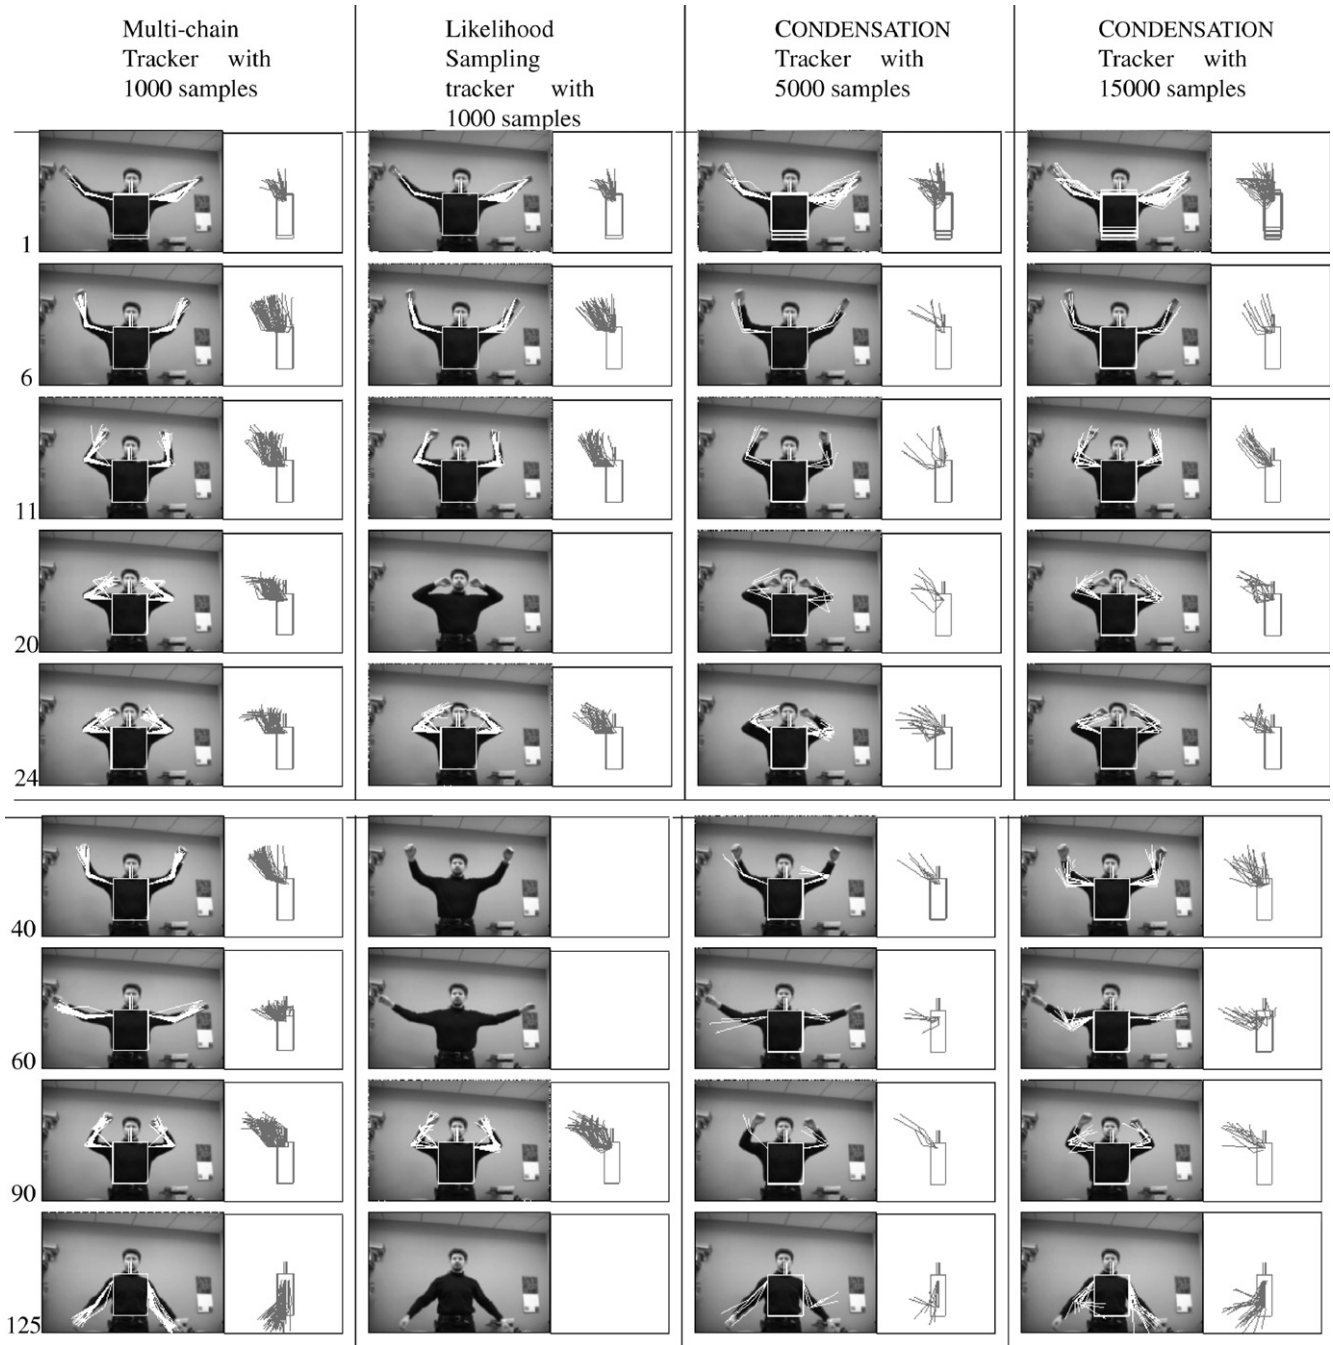 Multi-chain
Tracker with
1000 samples
Likelihood
Sampling
tracker with
1000 samples
CONDENSATION
Tracker with
5000 samples
CONDENSATION
Tracker with
15000 samples
1
6
11
20
24
40
60
90
125